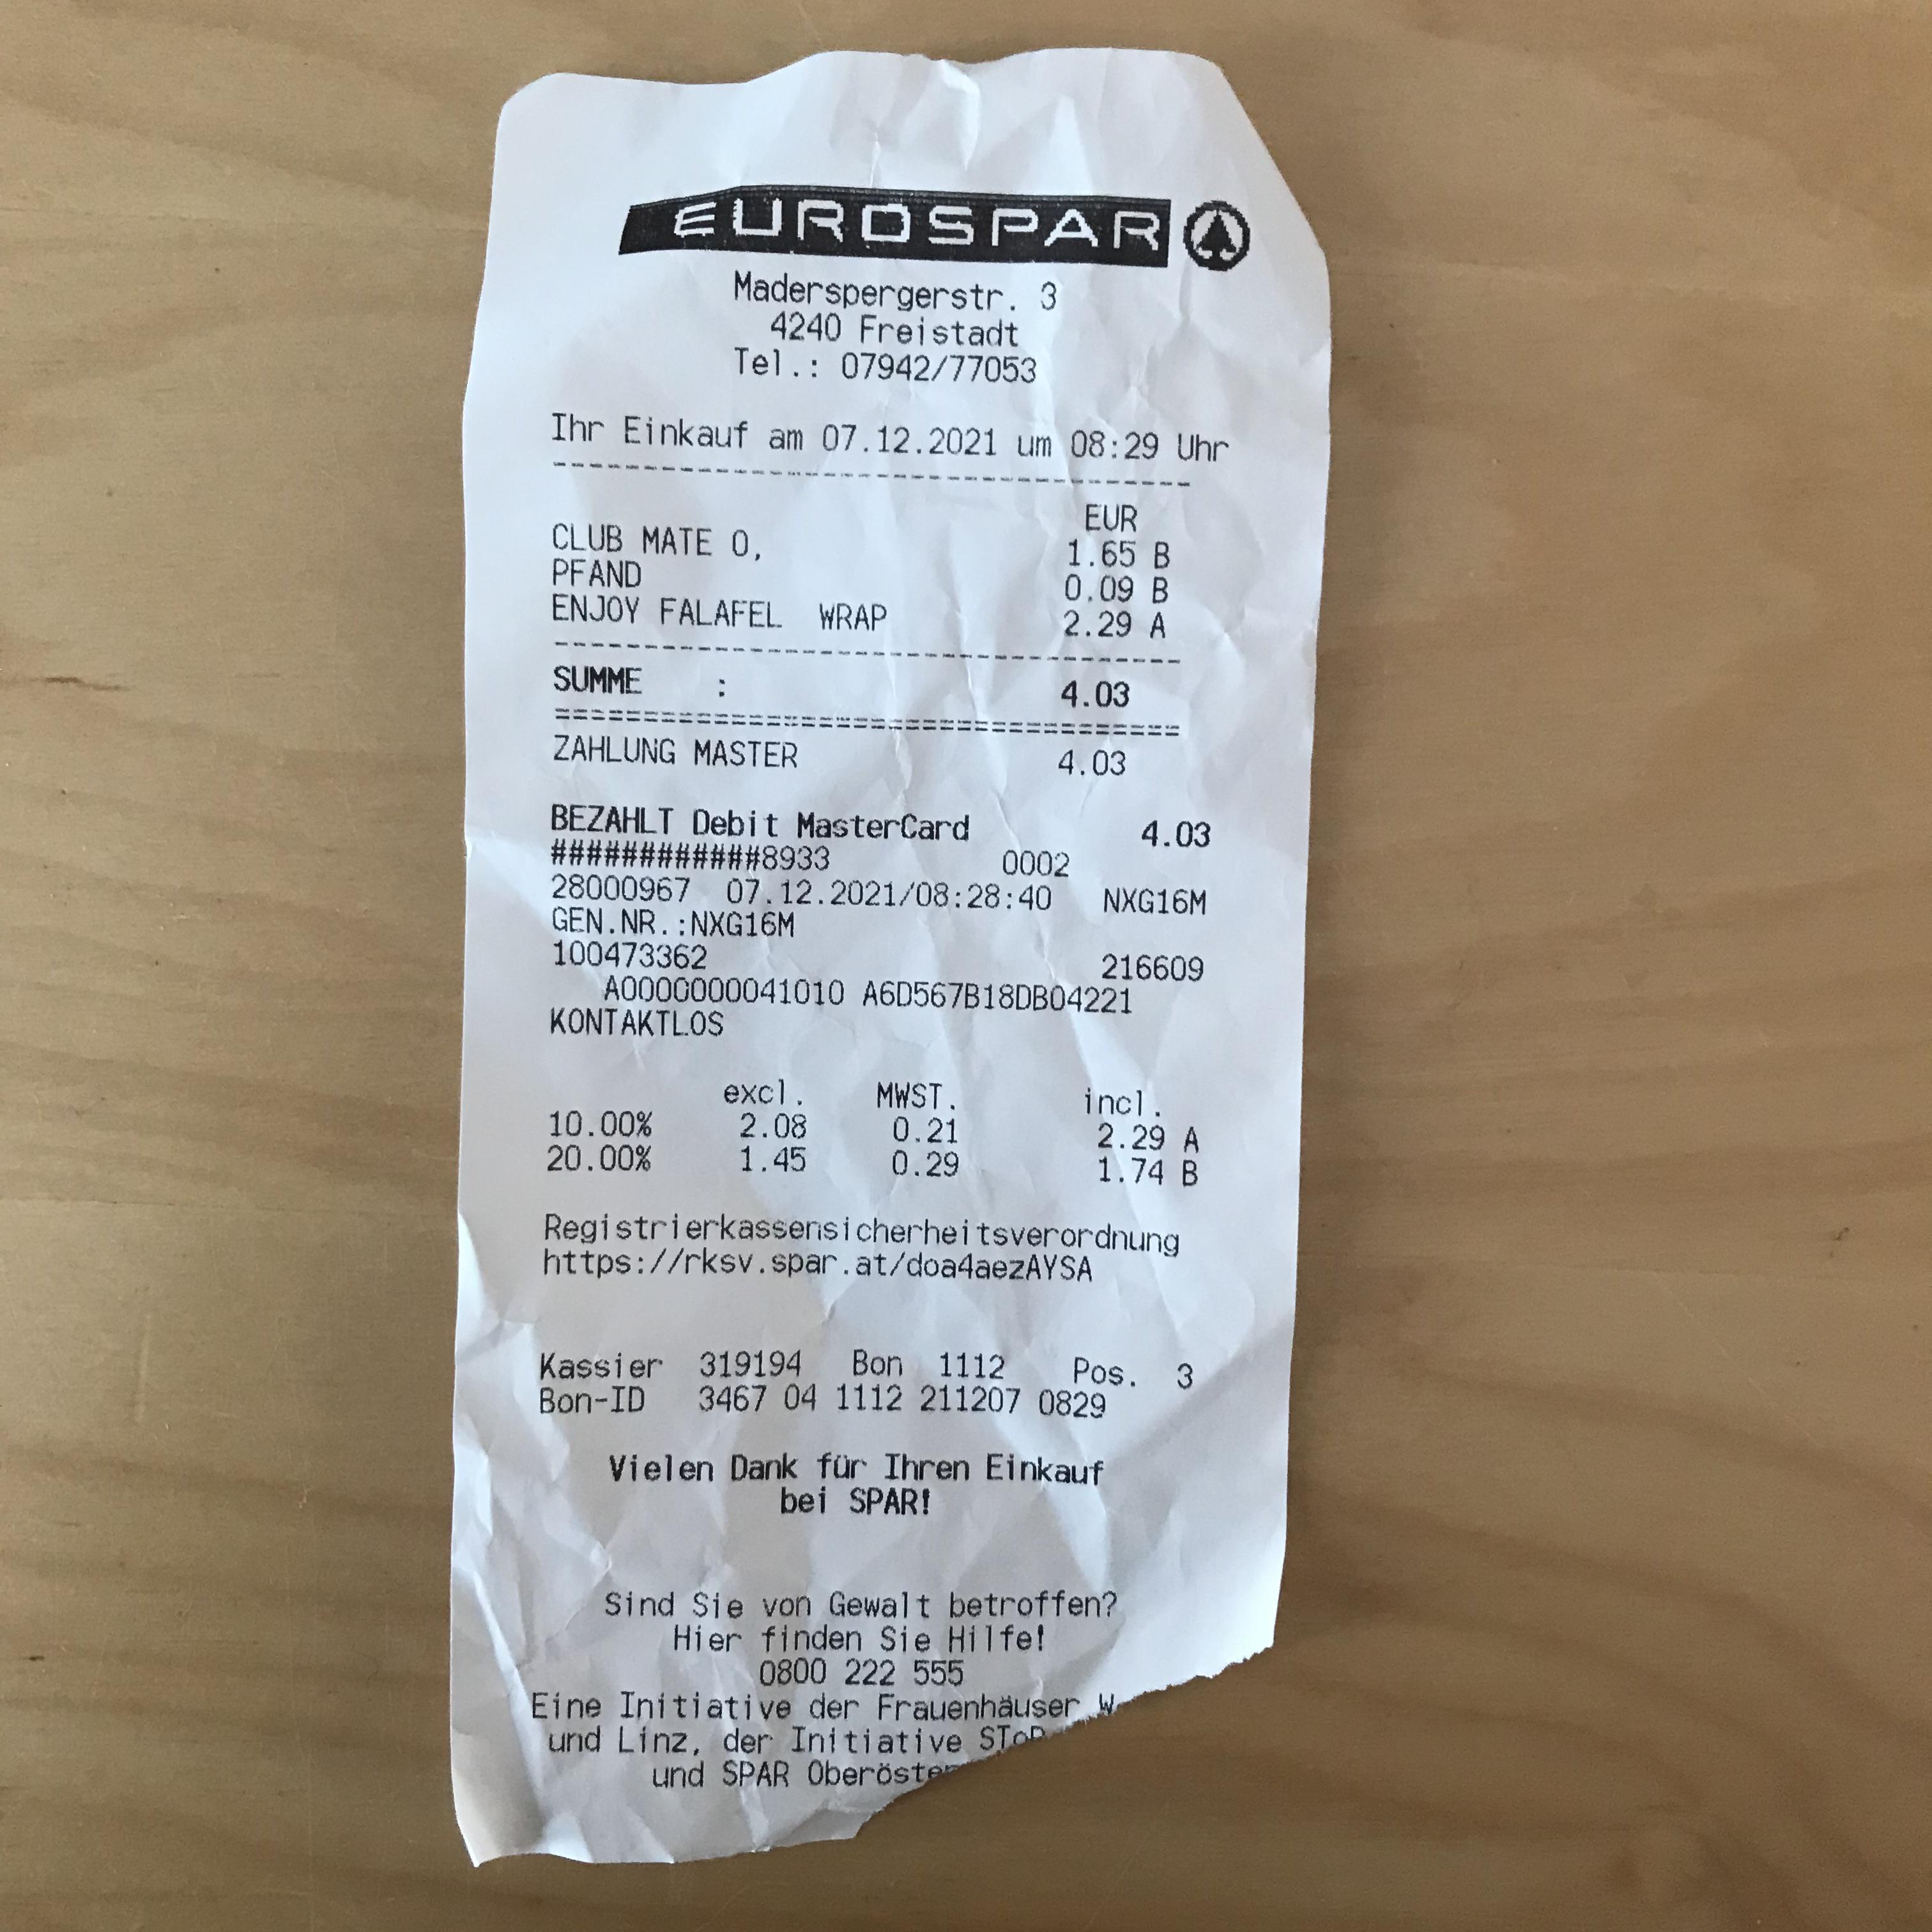 EUROSPAR
Maderspergerstr. 3
4240 Freistadt
Tel.: 07942/77053
Ihr Einkauf am 07.12.2021 um 08:29 Uhr
EUR
CLUB MATE 0, 1.65 B
PFAND 0.09 B
ENJOY FALAFEL WRAP 2.29 A
SUMME : 4.03
ZAHLUNG MASTER 4.03
BEZAHLT Debit MasterCard 4.03
############8933 0002
28000967 07.12.2021/08:28:40 NXG16M
GEN.NR.:NXG16M
100473362 216609
A0000000041010 A6D567B18DB04221
KONTAKTLOS
excl. MWST. incl.
10.00% 2.08 0.21 2.29 A
20.00% 1.45 0.29 1.74 B
Registrierkassensicherheitsverordnung
https://rksv.spar.at/doa4aezAYSA
Kassier 319194 Bon 1112 Pos. 3
Bon-ID 3467 04 1112 211207 0829
Vielen Dank für Ihren Einkauf
bei SPAR!
Sind Sie von Gewalt betroffen?
Hier finden Sie Hilfe!
0800 222 555
Eine Initiative der Frauenhäuser
und Linz, der Initiative
und SPAR